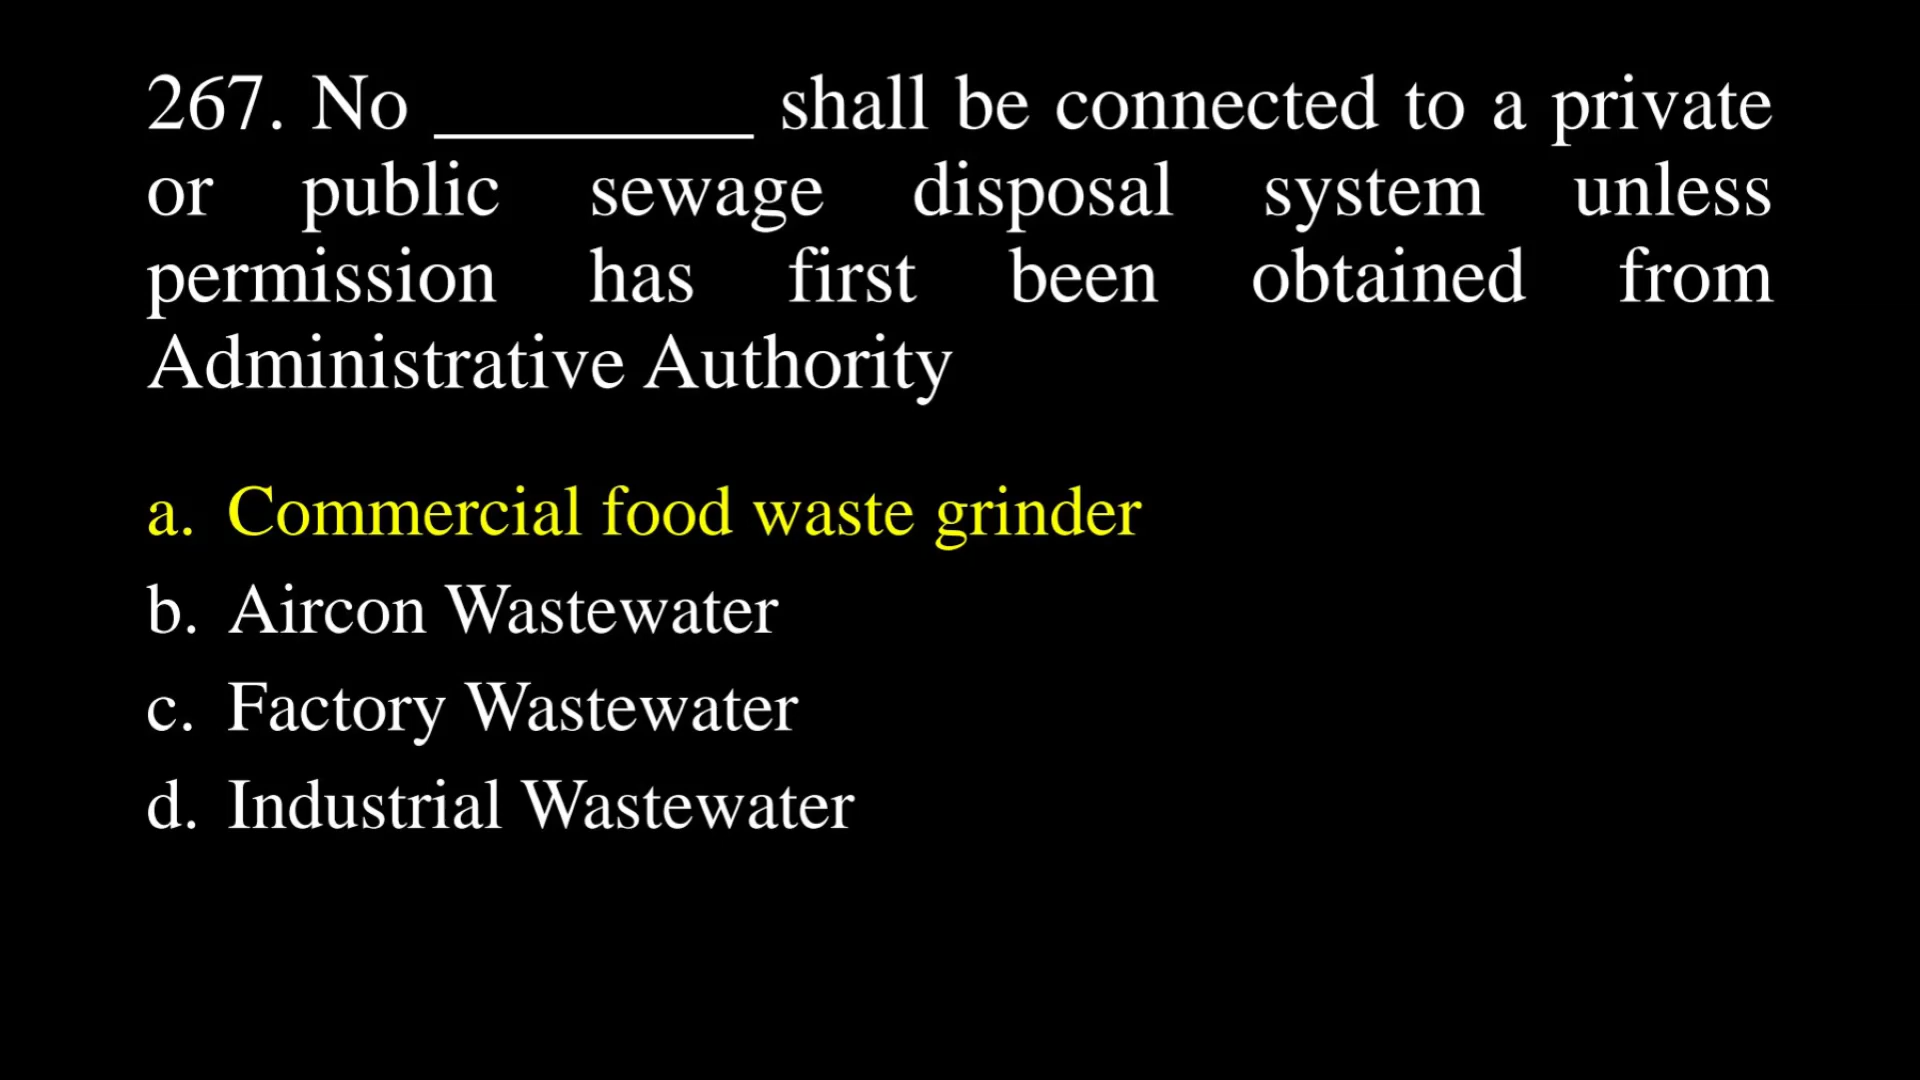 267. No ________ shall be connected to a private
or public sewage disposal system unless
permission has first been obtained from
Administrative Authority
a. Commercial food waste grinder
b. Aircon Wastewater
c. Factory Wastewater
d. Industrial Wastewater